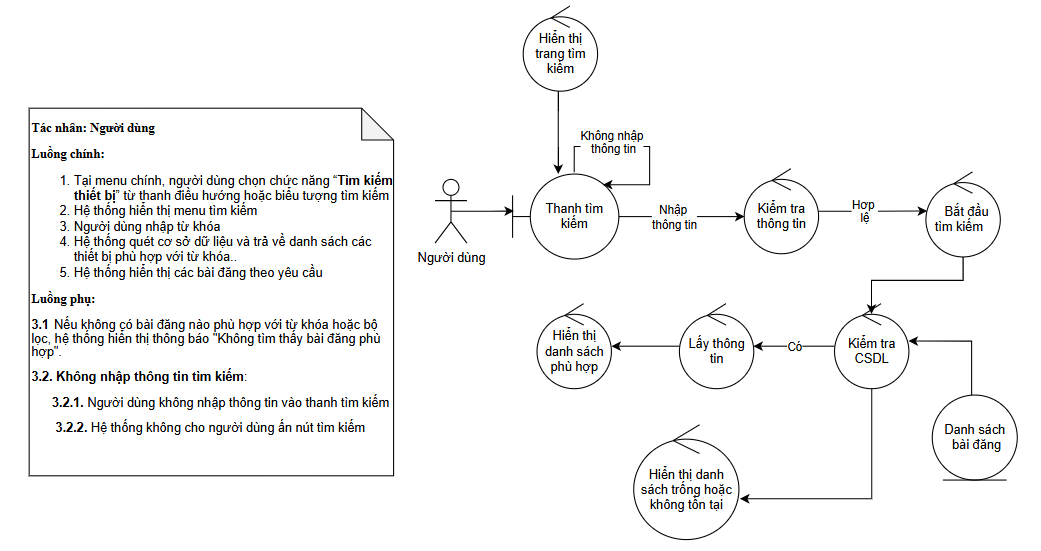 Tác nhân: Người dùng
Luồng chính:
1. Tại menu chính, người dùng chọn chức năng “Tìm kiếm
thiết bị” từ thanh điều hướng hoặc biểu tượng tìm kiếm
2. Hệ thống hiển thị menu tìm kiếm
3. Người dùng nhập từ khóa
4. Hệ thống quét cơ sở dữ liệu và trả về danh sách các
thiết bị phù hợp với từ khóa..
5. Hệ thống hiển thị các bài đăng theo yêu cầu
Luồng phụ:
3.1 Nếu không có bài đăng nào phù hợp với từ khóa hoặc bộ
lọc, hệ thống hiển thị thông báo "Không tìm thấy bài đăng phù
hợp".
3.2. Không nhập thông tin tìm kiếm:
3.2.1. Người dùng không nhập thông tin vào thanh tìm kiếm
3.2.2. Hệ thống không cho người dùng ấn nút tìm kiếm
Hiển thị
trang tìm
kiếm
Không nhập
thông tin
Người dùng
Thanh tìm
kiếm
Nhập
thông tin
Kiểm tra
thông tin
Hợp
lệ
Bắt đầu
tìm kiếm
Hiển thị
danh sách
phù hợp
Lấy thông
tin
Có
Kiểm tra
CSDL
Danh sách
bài đăng
Hiển thị danh
sách trống hoặc
không tồn tại